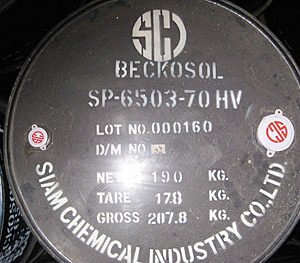 SCI
BECKOSOL
SP-6503-70 HV
LOT NO. 000160
D/M NO.
NET 190 KG.
TARE 17.8 KG.
GROSS 207.8 KG.
SIAM CHEMICAL INDUSTRY CO., LTD